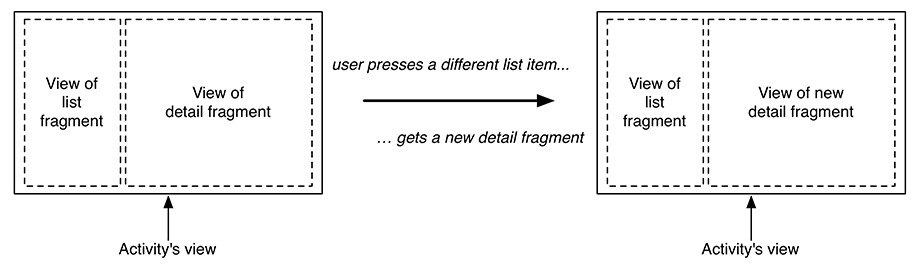 View of
list
fragment
View of
detail fragment
user presses a different list item...
... gets a new detail fragment
View of
list
fragment
View of new
detail fragment
Activity's view
Activity's view